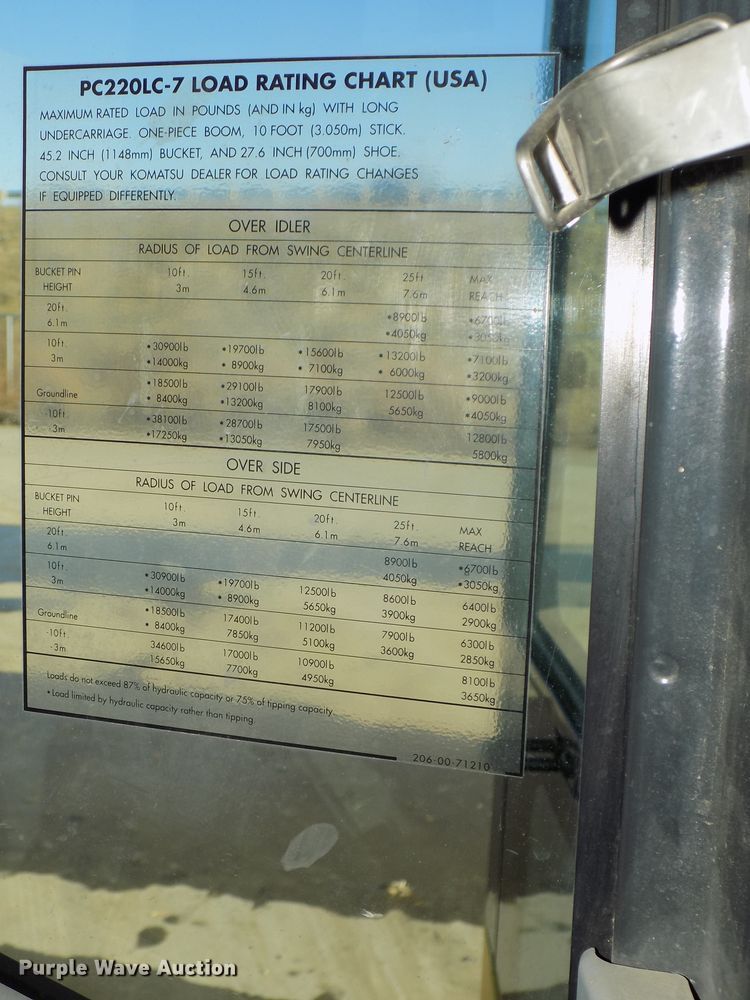 PC220LC-7 LOAD RATING CHART (USA)
MAXIMUM RATED LOAD IN POUNDS (AND IN kg) WITH LONG
UNDERCARRIAGE. ONE-PIECE BOOM, 10 FOOT (3.050m) STICK.
45.2 INCH (1148mm) BUCKET, AND 27.6 INCH (700mm) SHOE.
CONSULT YOUR KOMATSU DEALER FOR LOAD RATING CHANGES
IF EQUIPPED DIFFERENTLY.
OVER IDLER
RADIUS OF LOAD FROM SWING CENTERLINE
BUCKET PIN 10ft. 15ft. 20ft. 25ft MAX
HEIGHT 3m 4.6m 6.1m 7.6m REACH
20ft. •8900lb •6700lb
6.1m •4050kg •3050kg
10ft. •30900lb •19700lb •15600lb •13200lb •7100lb
3m •14000kg • 8900kg • 7100kg • 6000kg •3200kg
Groundline •18500lb •29100lb 17900lb 12500lb •9000lb
• 8400kg •13200kg 8100kg 5650kg •4050kg
-10ft. •38100lb •28700lb 17500lb 12800lb
-3m •17250kg •13050kg 7950kg 5800kg
OVER SIDE
RADIUS OF LOAD FROM SWING CENTERLINE
BUCKET PIN 10ft. 15ft. 20ft. 25ft. MAX
HEIGHT 3m 4.6m 6.1m 7.6m REACH
20ft. 8900lb •6700lb
6.1m 4050kg •3050kg
10ft. •30900lb •19700lb 12500lb 8600lb 6400lb
3m •14000kg • 8900kg 5650kg 3900kg 2900kg
Groundline •18500lb 17400lb 11200lb 7900lb 6300lb
• 8400kg 7850kg 5100kg 3600kg 2850kg
-10ft. 34600lb 17000lb 10900lb 8100lb
-3m 15650kg 7700kg 4950kg 3650kg
Loads do not exceed 87% of hydraulic capacity or 75% of tipping capacity.
•Load limited by hydraulic capacity rather than tipping.
206-00-71210
Purple Wave Auction